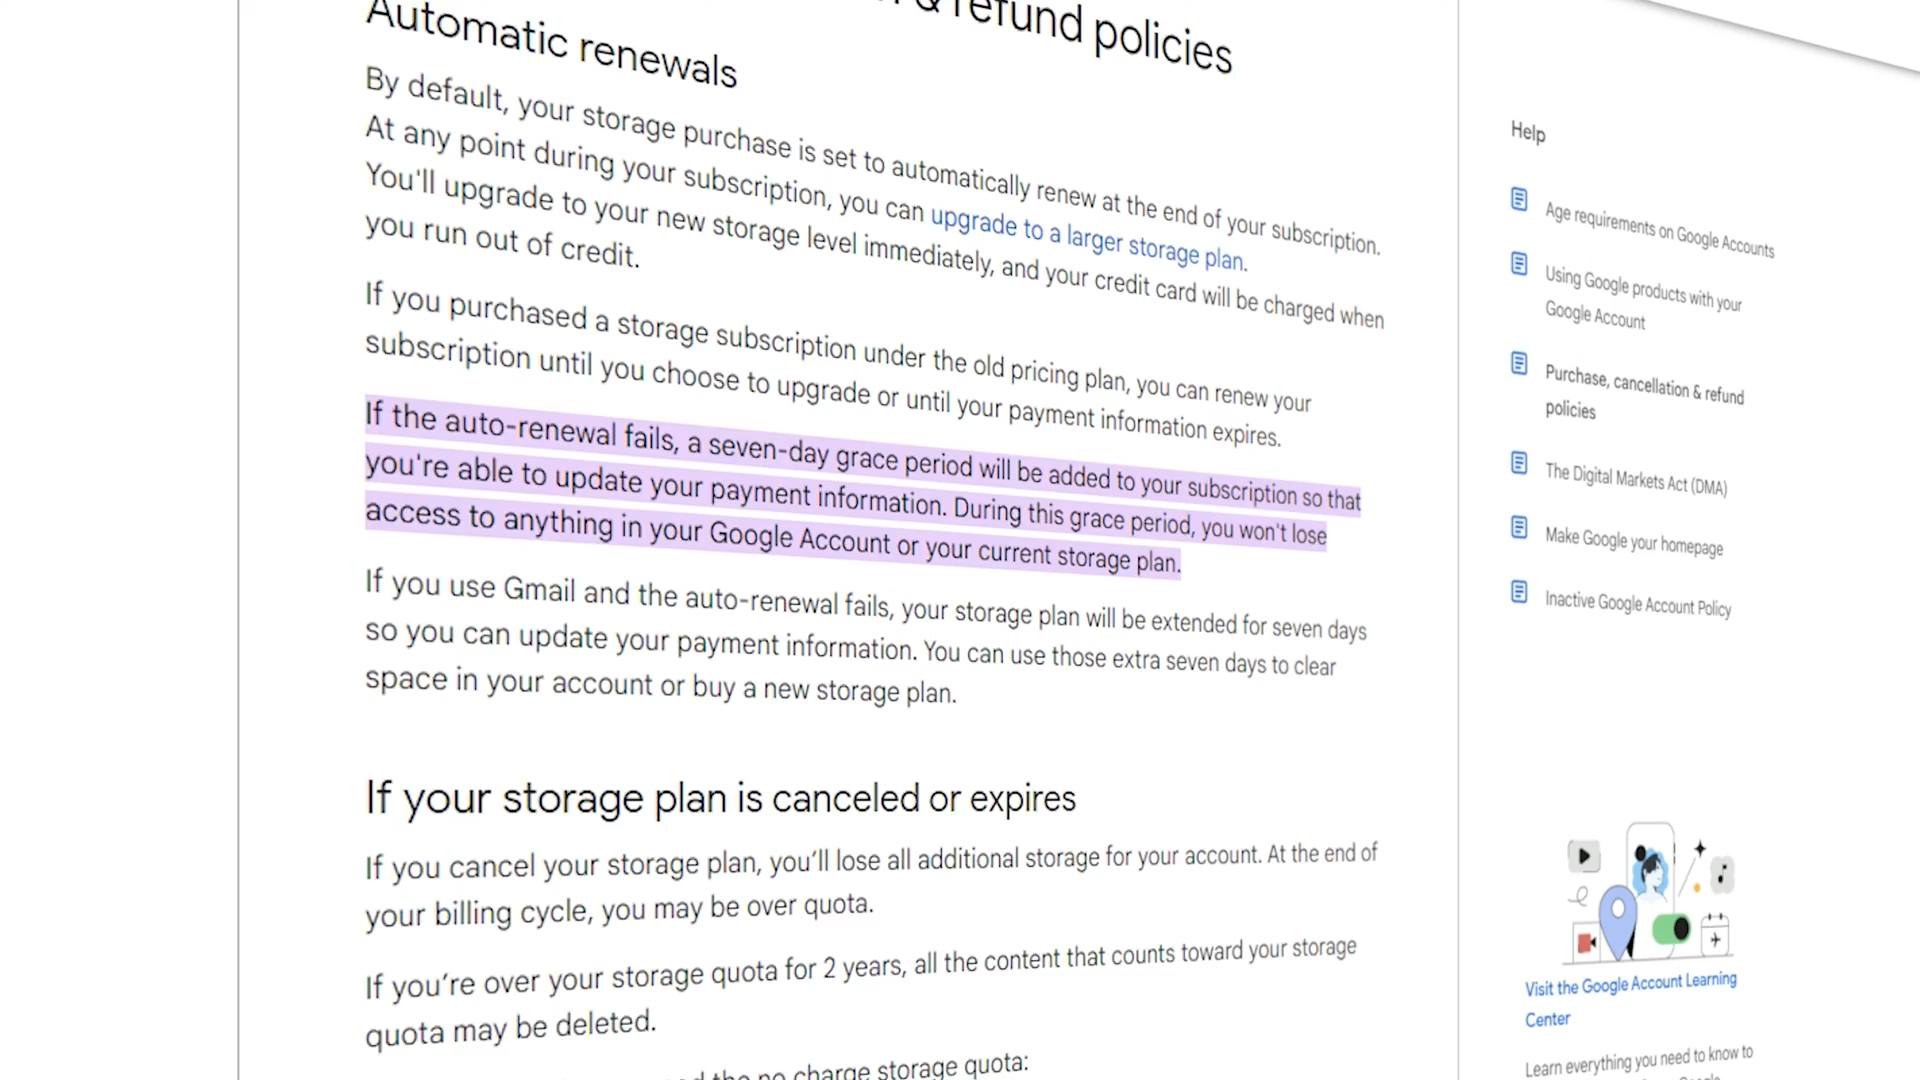 & refund policies
Automatic renewals
By default, your storage purchase is set to automatically renew at the end of your subscription.
At any point during your subscription, you can upgrade to a larger storage plan.
You'll upgrade to your new storage level immediately, and your credit card will be charged when
you run out of credit.
If you purchased a storage subscription under the old pricing plan, you can renew your
subscription until you choose to upgrade or until your payment information expires.
If the auto-renewal fails, a seven-day grace period will be added to your subscription so that
you're able to update your payment information. During this grace period, you won't lose
access to anything in your Google Account or your current storage plan.
If you use Gmail and the auto-renewal fails, your storage plan will be extended for seven days
so you can update your payment information. You can use those extra seven days to clear
space in your account or buy a new storage plan.
If your storage plan is canceled or expires
If you cancel your storage plan, you’ll lose all additional storage for your account. At the end of
your billing cycle, you may be over quota.
If you’re over your storage quota for 2 years, all the content that counts toward your storage
quota may be deleted.
the no charge storage quota:
Help
Age requirements on Google Accounts
Using Google products with your
Google Account
Purchase, cancellation & refund
policies
The Digital Markets Act (DMA)
Make Google your homepage
Inactive Google Account Policy
Visit the Google Account Learning
Center
Learn everything you need to know to